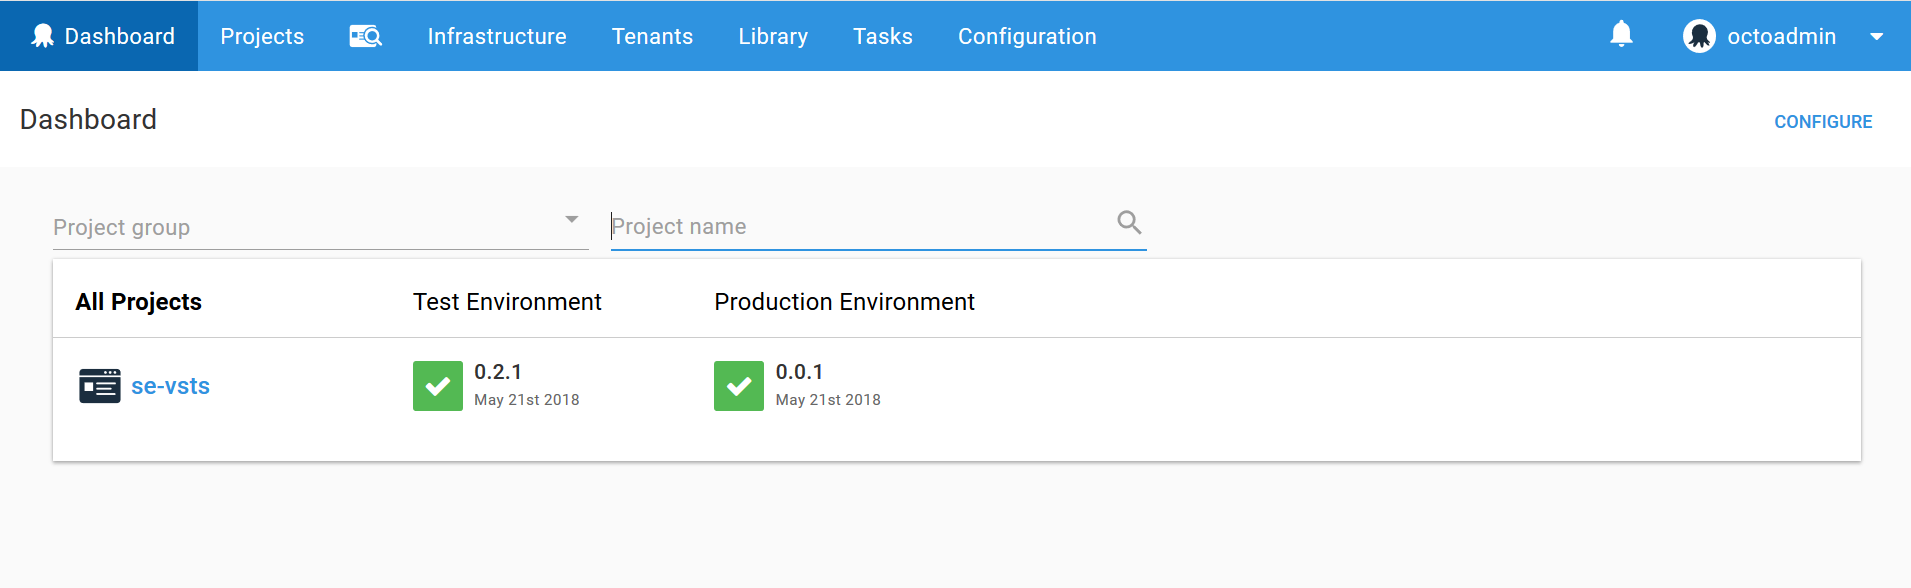 Dashboard Projects Infrastructure Tenants Library Tasks Configuration octoadmin
Dashboard CONFIGURE
Project group Project name
All Projects Test Environment Production Environment
se-vsts 0.2.1 0.0.1
May 21st 2018 May 21st 2018